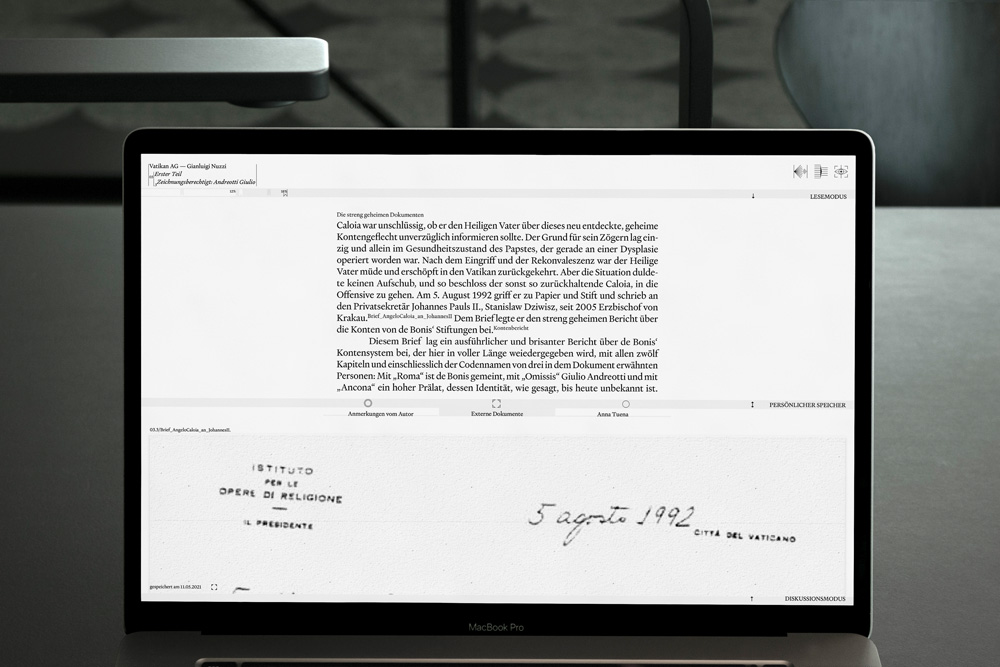 Vatikan AG — Gianluigi Nuzzi
Erster Teil
Zeichnungsberechtigt: Andreotti Giulio
125
LESEMODUS
Die streng geheimen Dokumenten
Caloia war unschlüssig, ob er den Heiligen Vater über dieses neu entdeckte, geheime
Kontengeflecht unverzüglich informieren sollte. Der Grund für sein Zögern lag ein-
zig und allein im Gesundheitszustand des Papstes, der gerade an einer Dysplasie
operiert worden war. Nach dem Eingriff und der Rekonvaleszenz war der Heilige
Vater müde und erschöpft in den Vatikan zurückgekehrt. Aber die Situation dulde-
te keinen Aufschub, und so beschloss der sonst so zurückhaltende Caloia, in die
Offensive zu gehen. Am 5. August 1992 griff er zu Papier und Stift und schrieb an
den Privatsekretär Johannes Pauls II., Stanislaw Dziwisz, seit 2005 Erzbischof von
Krakau.Brief_AngeloCaloia_an_JohannesII Dem Brief legte er den streng geheimen Bericht über
die Konten von de Bonis‘ Stiftungen bei.Kontenbericht
Diesem Brief lag ein ausführlicher und brisanter Bericht über de Bonis‘
Kontensystem bei, der hier in voller Länge weiedergegeben wird, mit allen zwölf
Kapiteln und einschliesslich der Codennamen von drei in dem Dokument erwähnten
Personen: Mit „Roma“ ist de Bonis gemeint, mit „Omissis“ Giulio Andreotti und mit
„Ancona“ ein hoher Prälat, dessen Identität, wie gesagt, bis heute unbekannt ist.
Anmerkungen vom Autor
Externe Dokumente
Anna Tuena
PERSÖNLICHER SPEICHER
03.3/Brief_AngeloCaloia_an_JohannesII.
ISTITUTO
PER LE
OPERE DI RELIGIONE
IL PRESIDENTE
5 agosto 1992
CITTÀ DEL VATICANO
gespeichert am 11.05.2021
DISKUSSIONSMODUS
MacBook Pro